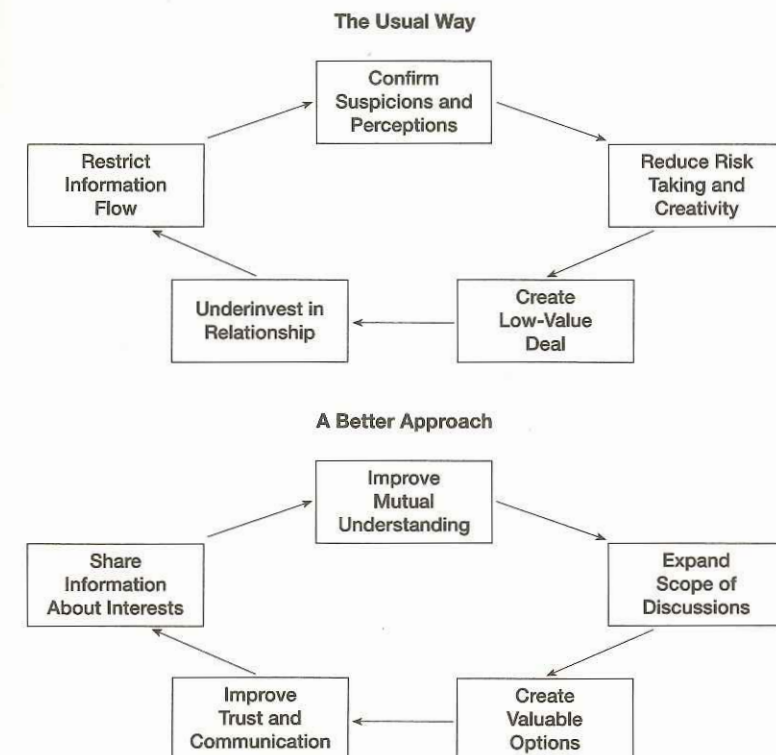 The Usual Way
Confirm
Suspicions and
Perceptions
Reduce Risk
Taking and
Creativity
Create
Low-Value
Deal
Underinvest in
Relationship
Restrict
Information
Flow
A Better Approach
Improve
Mutual
Understanding
Expand
Scope of
Discussions
Create
Valuable
Options
Improve
Trust and
Communication
Share
Information
About Interests